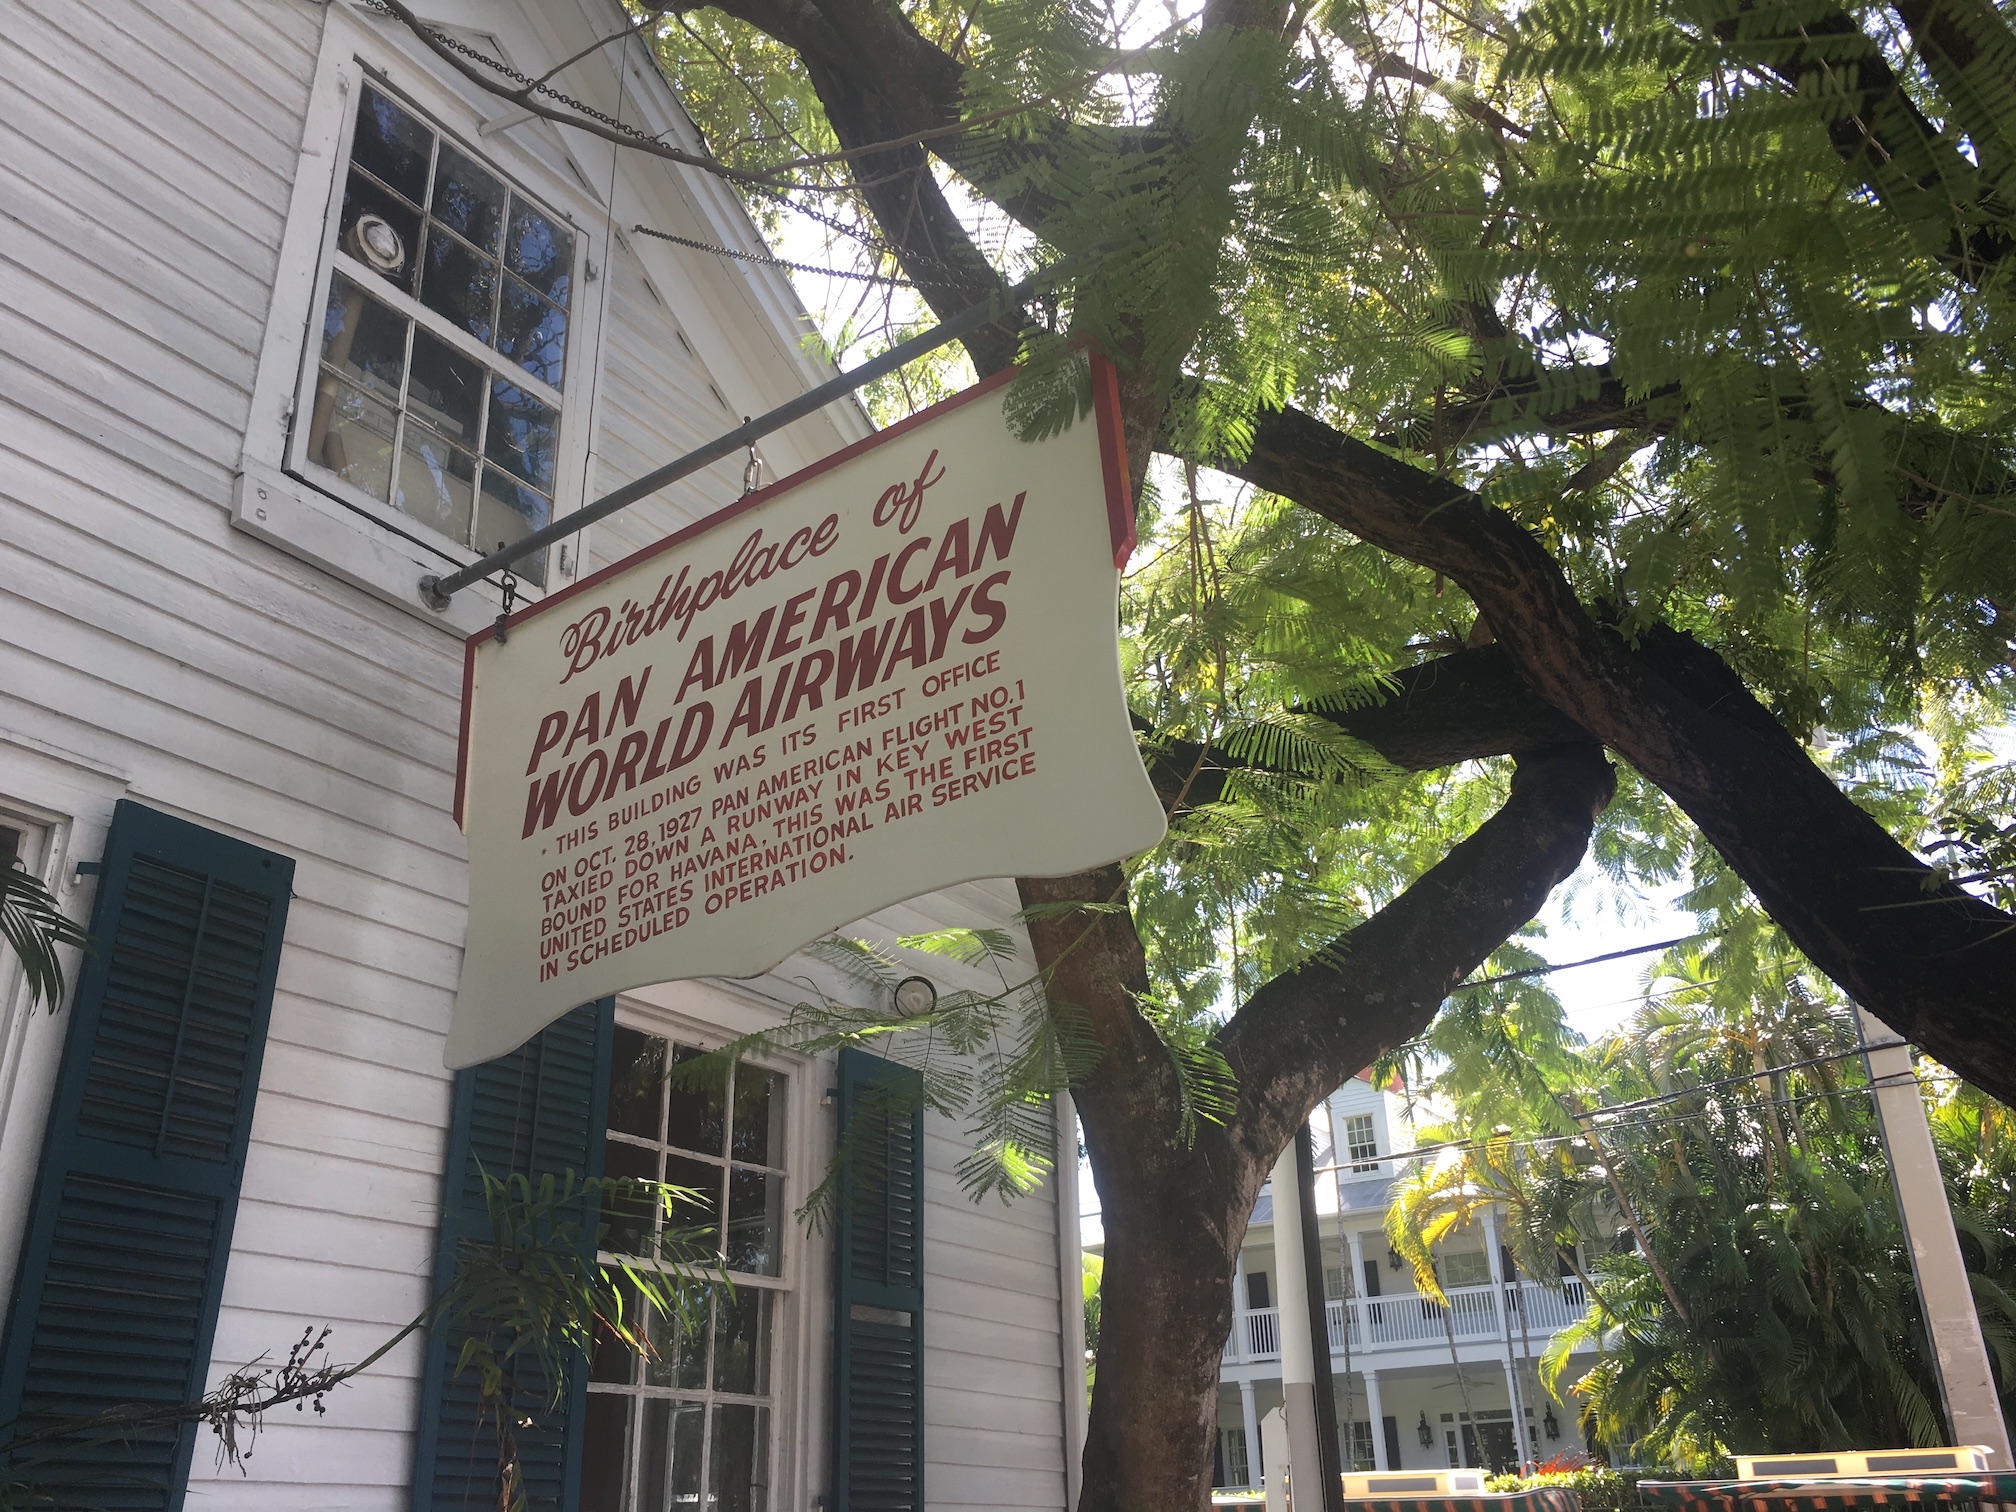 Birthplace of
PAN AMERICAN
WORLD AIRWAYS
THIS BUILDING WAS ITS FIRST OFFICE
ON OCT. 28, 1927 PAN AMERICAN FLIGHT NO. 1
TAXIED DOWN A RUNWAY IN KEY WEST
BOUND FOR HAVANA, THIS WAS THE FIRST
UNITED STATES INTERNATIONAL AIR SERVICE
IN SCHEDULED OPERATION.